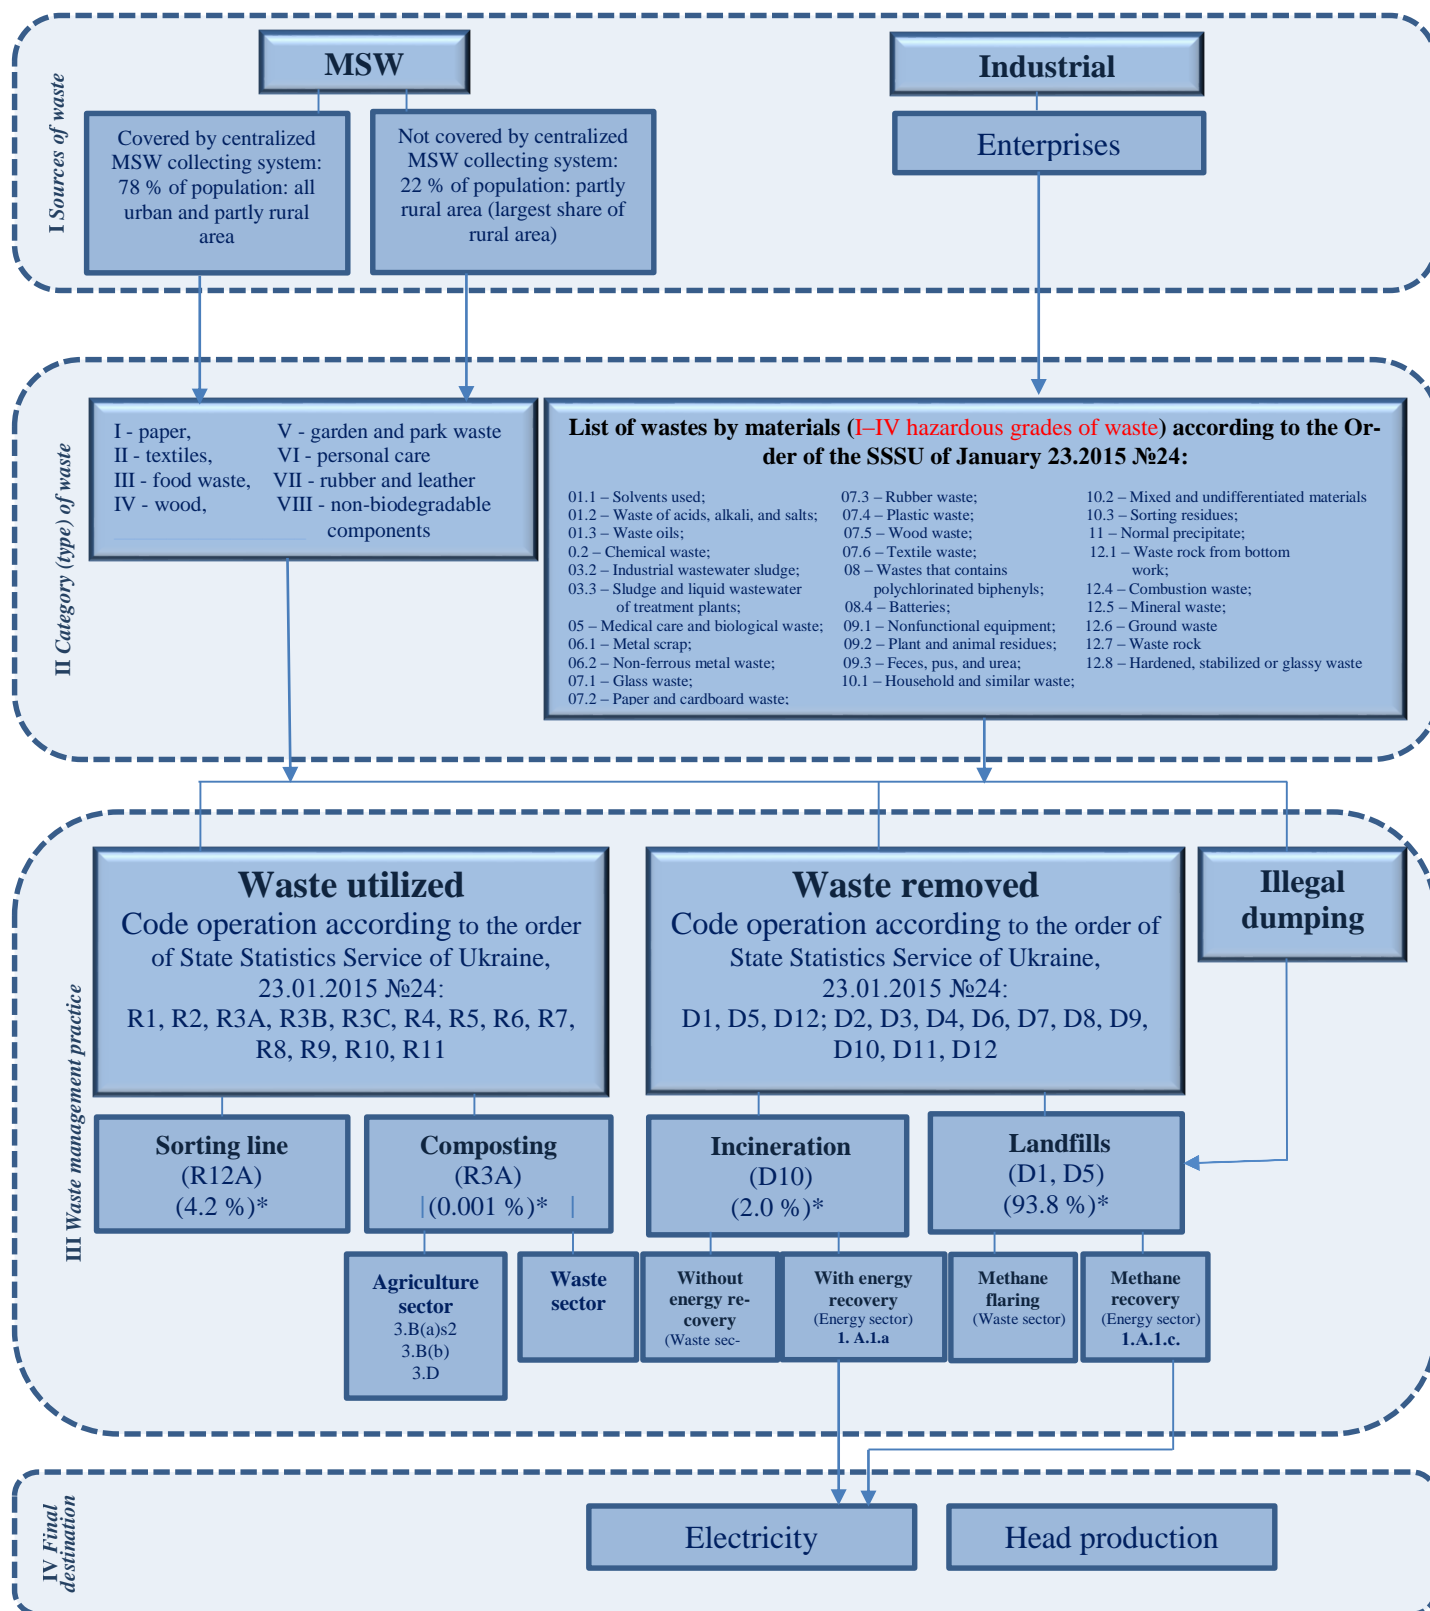 I Sources of waste
MSW
Industrial
Covered by centralized
MSW collecting system:
78 % of population: all
urban and partly rural
area
Not covered by centralized
MSW collecting system:
22 % of population: partly
rural area (largest share of
rural area)
Enterprises
II Category (type) of waste
I - paper,
II - textiles,
III - food waste,
IV - wood,
V - garden and park waste
VI - personal care
VII - rubber and leather
VIII - non-biodegradable
components
List of wastes by materials (I–IV hazardous grades of waste) according to the Or-
der of the SSSU of January 23.2015 №24:
01.1 – Solvents used;
01.2 – Waste of acids, alkali, and salts;
01.3 – Waste oils;
0.2 – Chemical waste;
03.2 – Industrial wastewater sludge;
03.3 – Sludge and liquid wastewater
of treatment plants;
05 – Medical care and biological waste;
06.1 – Metal scrap;
06.2 – Non-ferrous metal waste;
07.1 – Glass waste;
07.2 – Paper and cardboard waste;
07.3 – Rubber waste;
07.4 – Plastic waste;
07.5 – Wood waste;
07.6 – Textile waste;
08 – Wastes that contains
polychlorinated biphenyls;
08.4 – Batteries;
09.1 – Nonfunctional equipment;
09.2 – Plant and animal residues;
09.3 – Feces, pus, and urea;
10.1 – Household and similar waste;
10.2 – Mixed and undifferentiated materials
10.3 – Sorting residues;
11 – Normal precipitate;
12.1 – Waste rock from bottom
work;
12.4 – Combustion waste;
12.5 – Mineral waste;
12.6 – Ground waste
12.7 – Waste rock
12.8 – Hardened, stabilized or glassy waste
III Waste management practice
Waste utilized
Code operation according to the order
of State Statistics Service of Ukraine,
23.01.2015 №24:
R1, R2, R3A, R3B, R3C, R4, R5, R6, R7,
R8, R9, R10, R11
Waste removed
Code operation according to the order of
State Statistics Service of Ukraine,
23.01.2015 №24:
D1, D5, D12; D2, D3, D4, D6, D7, D8, D9,
D10, D11, D12
Illegal
dumping
Sorting line
(R12A)
(4.2 %)*
Composting
(R3A)
(0.001 %)*
Incineration
(D10)
(2.0 %)*
Landfills
(D1, D5)
(93.8 %)*
Agriculture
sector
3.B(a)s2
3.B(b)
3.D
Waste
sector
Without
energy re-
covery
(Waste sec-
With energy
recovery
(Energy sector)
1. A.1.a
Methane
flaring
(Waste sector)
Methane
recovery
(Energy sector)
1.A.1.c.
IV Final
destination
Electricity
Head production